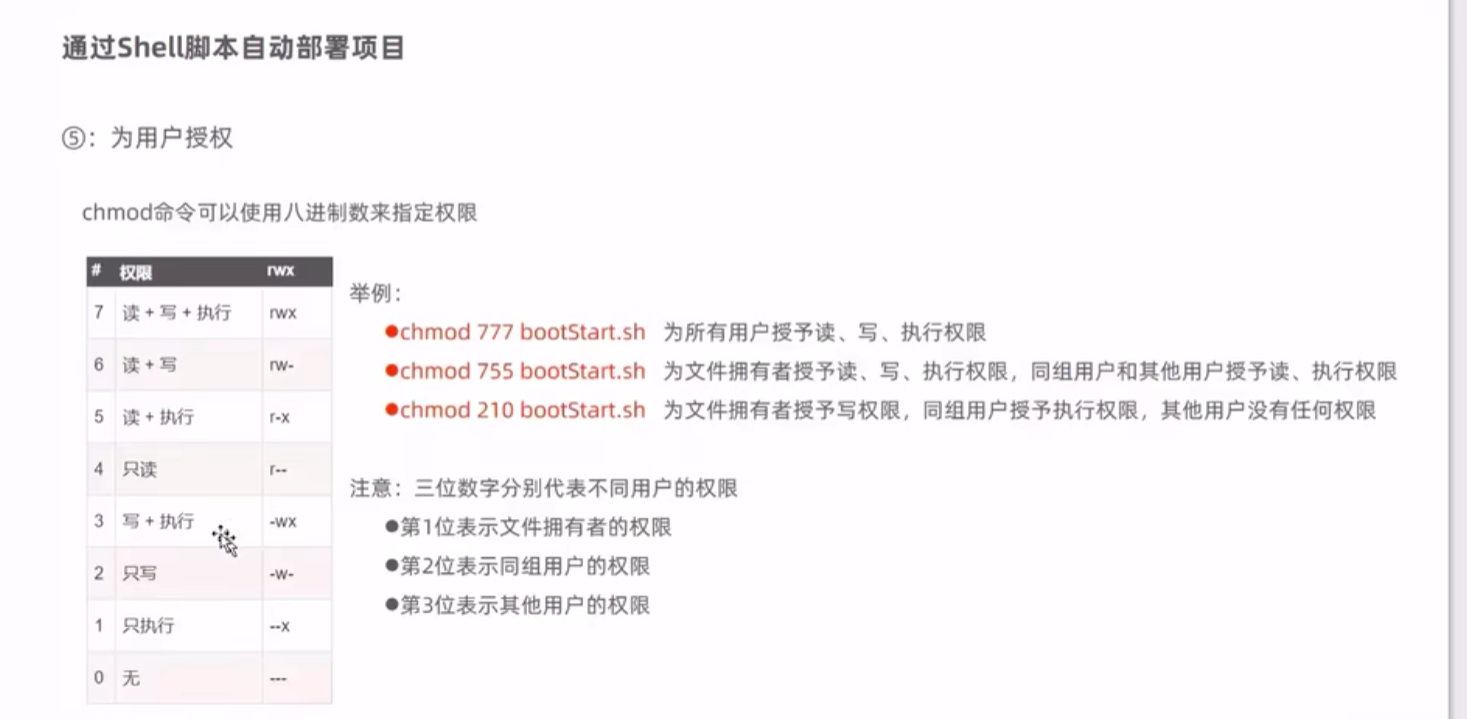 通过Shell脚本自动部署项目
⑤：为用户授权
chmod命令可以使用八进制数来指定权限
# 权限 rwx
7 读 + 写 + 执行 rwx
6 读 + 写 rw-
5 读 + 执行 r-x
4 只读 r--
3 写 + 执行 -wx
2 只写 -w-
1 只执行 --x
0 无 ---
举例：
●chmod 777 bootStart.sh 为所有用户授予读、写、执行权限
●chmod 755 bootStart.sh 为文件拥有者授予读、写、执行权限，同组用户和其他用户授予读、执行权限
●chmod 210 bootStart.sh 为文件拥有者授予写权限，同组用户授予执行权限，其他用户没有任何权限
注意：三位数字分别代表不同用户的权限
●第1位表示文件拥有者的权限
●第2位表示同组用户的权限
●第3位表示其他用户的权限